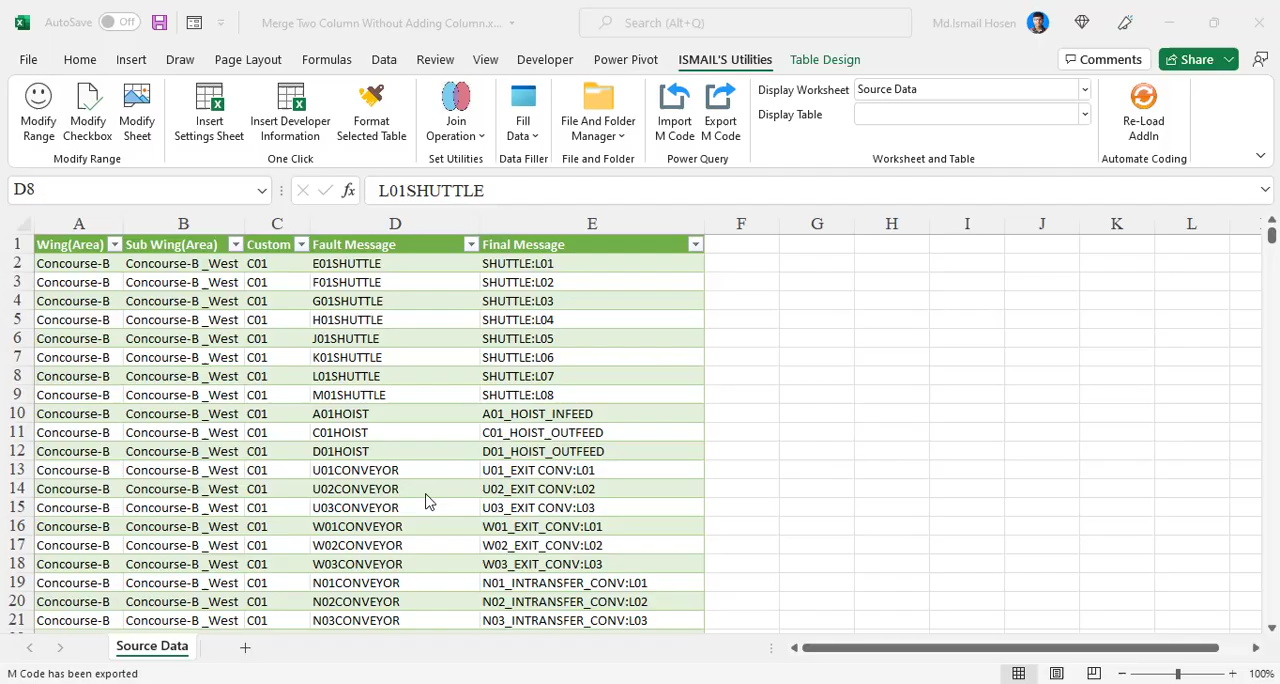 AutoSave Off Merge Two Column Without Adding Column.x... Search (Alt+Q) Md.Ismail Hosen
File Home Insert Draw Page Layout Formulas Data Review View Developer Power Pivot ISMAIL'S Utilities Table Design Comments Share
Modify Range Modify Checkbox Modify Sheet
Modify Range
Insert Settings Sheet Insert Developer Information Format Selected Table
One Click
Join Operation
Set Utilities
Fill Data
Data Filler
File And Folder Manager
File and Folder
Import M Code Export M Code
Power Query
Display Worksheet Source Data
Display Table
Worksheet and Table
Re-Load AddIn
Automate Coding
D8 fx L01SHUTTLE
A B C D E F G H I J K L
1 Wing(Area) Sub Wing(Area) Custom Fault Message Final Message
2 Concourse-B Concourse-B _West C01 E01SHUTTLE SHUTTLE:L01
3 Concourse-B Concourse-B _West C01 F01SHUTTLE SHUTTLE:L02
4 Concourse-B Concourse-B _West C01 G01SHUTTLE SHUTTLE:L03
5 Concourse-B Concourse-B _West C01 H01SHUTTLE SHUTTLE:L04
6 Concourse-B Concourse-B _West C01 J01SHUTTLE SHUTTLE:L05
7 Concourse-B Concourse-B _West C01 K01SHUTTLE SHUTTLE:L06
8 Concourse-B Concourse-B _West C01 L01SHUTTLE SHUTTLE:L07
9 Concourse-B Concourse-B _West C01 M01SHUTTLE SHUTTLE:L08
10 Concourse-B Concourse-B _West C01 A01HOIST A01_HOIST_INFEED
11 Concourse-B Concourse-B _West C01 C01HOIST C01_HOIST_OUTFEED
12 Concourse-B Concourse-B _West C01 D01HOIST D01_HOIST_OUTFEED
13 Concourse-B Concourse-B _West C01 U01CONVEYOR U01_EXIT CONV:L01
14 Concourse-B Concourse-B _West C01 U02CONVEYOR U02_EXIT CONV:L02
15 Concourse-B Concourse-B _West C01 U03CONVEYOR U03_EXIT CONV:L03
16 Concourse-B Concourse-B _West C01 W01CONVEYOR W01_EXIT_CONV:L01
17 Concourse-B Concourse-B _West C01 W02CONVEYOR W02_EXIT_CONV:L02
18 Concourse-B Concourse-B _West C01 W03CONVEYOR W03_EXIT_CONV:L03
19 Concourse-B Concourse-B _West C01 N01CONVEYOR N01_INTRANSFER_CONV:L01
20 Concourse-B Concourse-B _West C01 N02CONVEYOR N02_INTRANSFER_CONV:L02
21 Concourse-B Concourse-B _West C01 N03CONVEYOR N03_INTRANSFER_CONV:L03
Source Data
M Code has been exported 100%